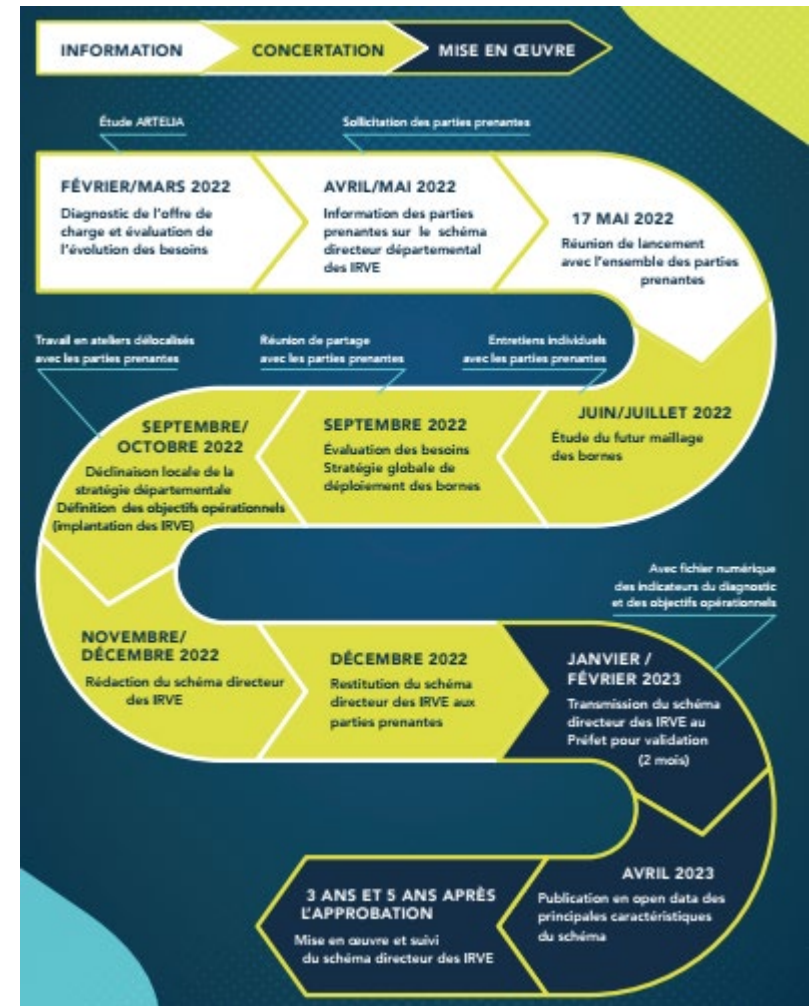 INFORMATION
CONCERTATION
MISE EN ŒUVRE
Étude ARTELIA
Sollicitation des parties prenantes
FÉVRIER/MARS 2022
Diagnostic de l'offre de
charge et évaluation de
l'évolution des besoins
AVRIL/MAI 2022
Information des parties
prenantes sur le schéma
directeur départemental
des IRVE
17 MAI 2022
Réunion de lancement
avec l'ensemble des parties
prenantes
Entretiens individuels
avec les parties prenantes
JUIN/JUILLET 2022
Étude du futur maillage
des bornes
Réunion de partage
avec les parties prenantes
SEPTEMBRE 2022
Évaluation des besoins
Stratégie globale de
déploiement des bornes
Travail en ateliers délocalisés
avec les parties prenantes
SEPTEMBRE/
OCTOBRE 2022
Déclinaison locale de la
stratégie départementale
Définition des objectifs opérationnels
(implantation des IRVE)
NOVEMBRE/
DÉCEMBRE 2022
Rédaction du schéma directeur
des IRVE
DÉCEMBRE 2022
Restitution du schéma
directeur des IRVE aux
parties prenantes
Avec fichier numérique
des indicateurs du diagnostic
et des objectifs opérationnels
JANVIER /
FÉVRIER 2023
Transmission du schéma
directeur des IRVE au
Préfet pour validation
(2 mois)
AVRIL 2023
Publication en open data des
principales caractéristiques
du schéma
3 ANS ET 5 ANS APRÈS
L'APPROBATION
Mise en œuvre et suivi
du schéma directeur des IRVE